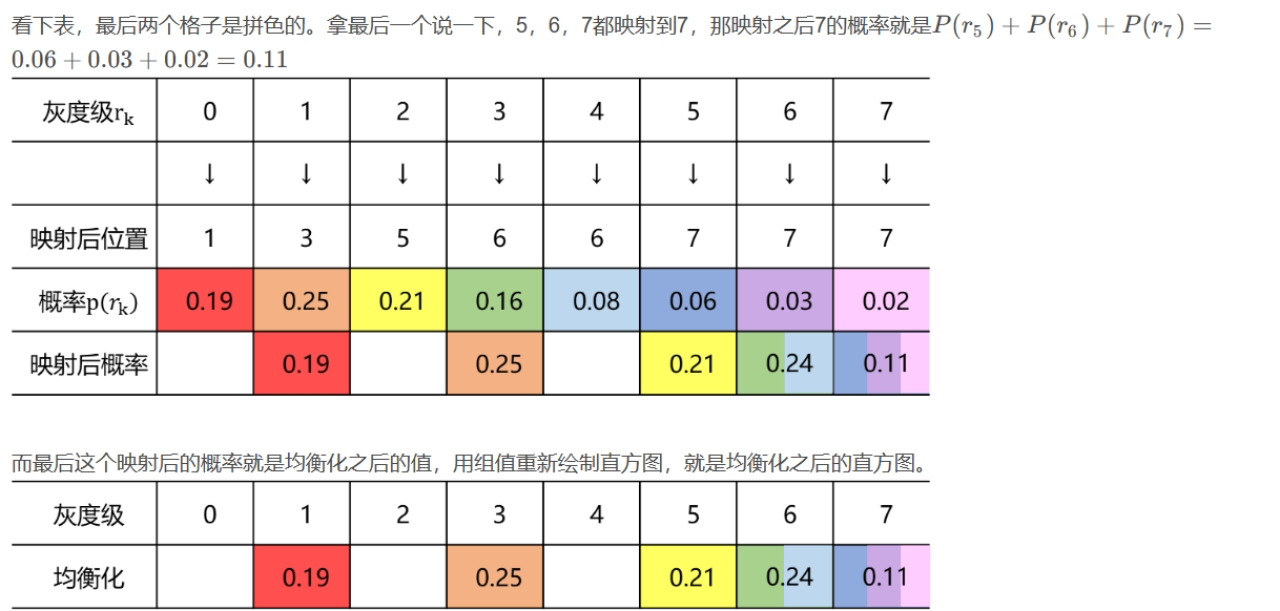 看下表，最后两个格子是拼色的。拿最后一个说一下，5，6，7都映射到7，那映射之后7的概率就是P(r₅) + P(r₆) + P(r₇) =
0.06 + 0.03 + 0.02 = 0.11
灰度级rₖ 0 1 2 3 4 5 6 7
↓ ↓ ↓ ↓ ↓ ↓ ↓ ↓
映射后位置 1 3 5 6 6 7 7 7
概率p(rₖ) 0.19 0.25 0.21 0.16 0.08 0.06 0.03 0.02
映射后概率 0.19 0.25 0.21 0.24 0.11
而最后这个映射后的概率就是均衡化之后的值，用组值重新绘制直方图，就是均衡化之后的直方图。
灰度级 0 1 2 3 4 5 6 7
均衡化 0.19 0.25 0.21 0.24 0.11